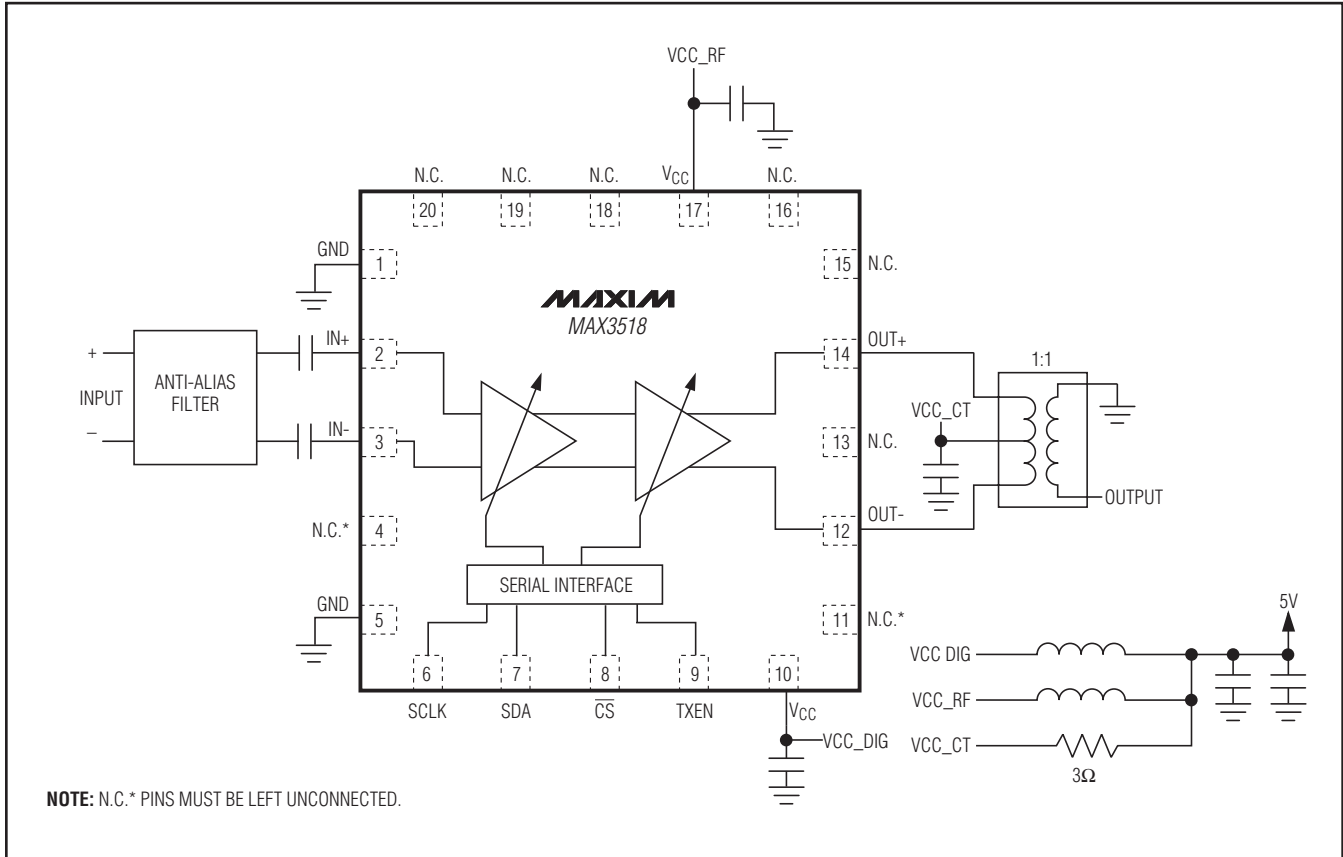 VCC_RF
N.C.
N.C.
N.C.
VCC
N.C.
20
19
18
17
16
GND
1
15
N.C.
MAXIM
MAX3518
IN+
2
14
OUT+
1:1
+
INPUT
−
ANTI-ALIAS
FILTER
VCC_CT
IN-
3
13
N.C.
OUTPUT
N.C.*
4
12
OUT-
SERIAL INTERFACE
GND
5
11
N.C.*
5V
6
7
8
9
10
VCC DIG
SCLK
SDA
CS
TXEN
VCC
VCC_RF
VCC_DIG
VCC_CT
3Ω
NOTE: N.C.* PINS MUST BE LEFT UNCONNECTED.